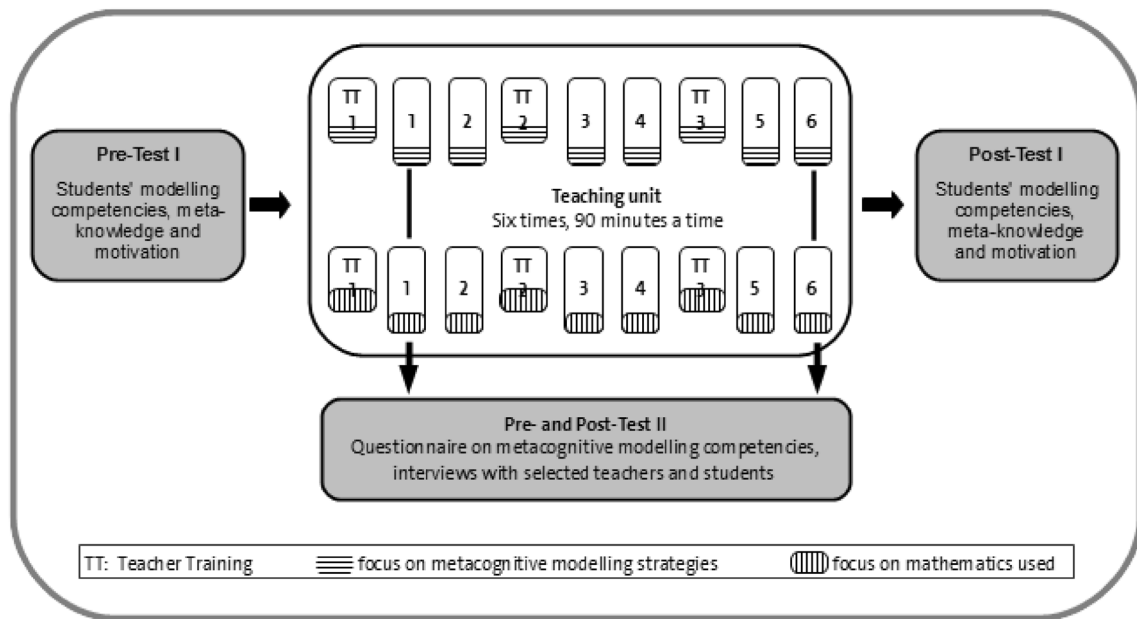 TT
1
1
2
TT
2
3
4
TT
3
5
6
Pre-Test I
Students' modelling
competencies, meta-
knowledge and
motivation
Teaching unit
Six times, 90 minutes a time
Post-Test I
Students' modelling
competencies,
meta-knowledge
and motivation
TT
1
1
2
TT
2
3
4
TT
3
5
6
Pre- and Post-Test II
Questionnaire on metacognitive modelling competencies,
interviews with selected teachers and students
TT: Teacher Training
focus on metacognitive modelling strategies
focus on mathematics used